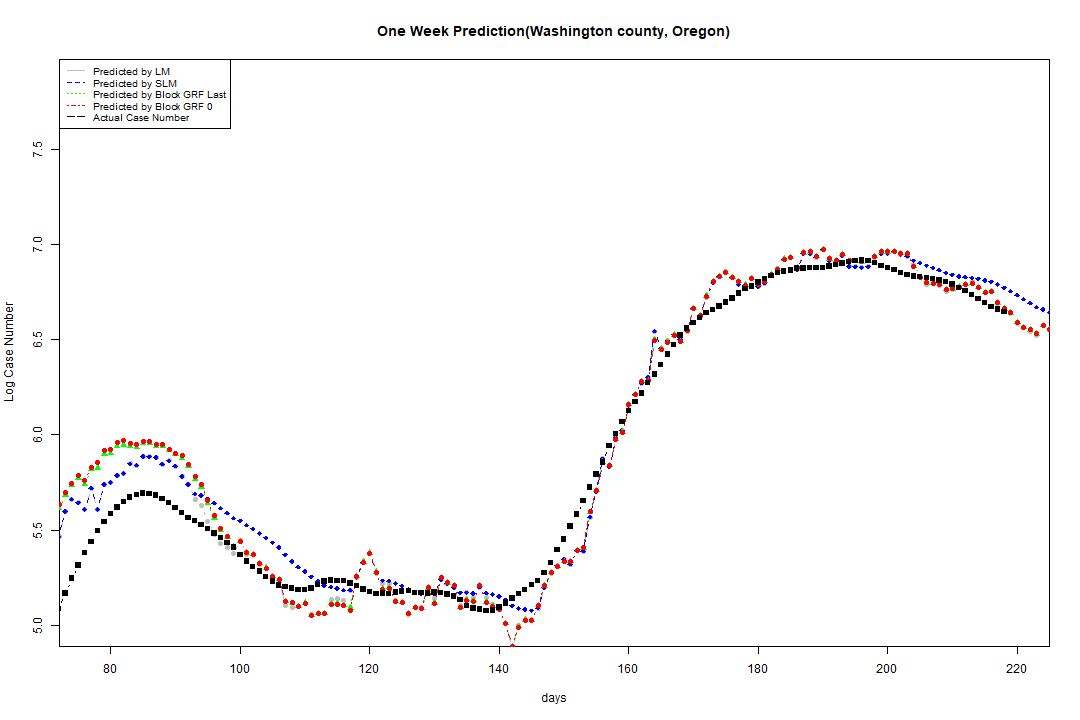 One Week Prediction(Washington county, Oregon)
Predicted by LM
Predicted by SLM
Predicted by Block GRF Last
Predicted by Block GRF 0
Actual Case Number
7.5
7.0
6.5
6.0
5.5
5.0
Log Case Number
80 100 120 140 160 180 200 220
days